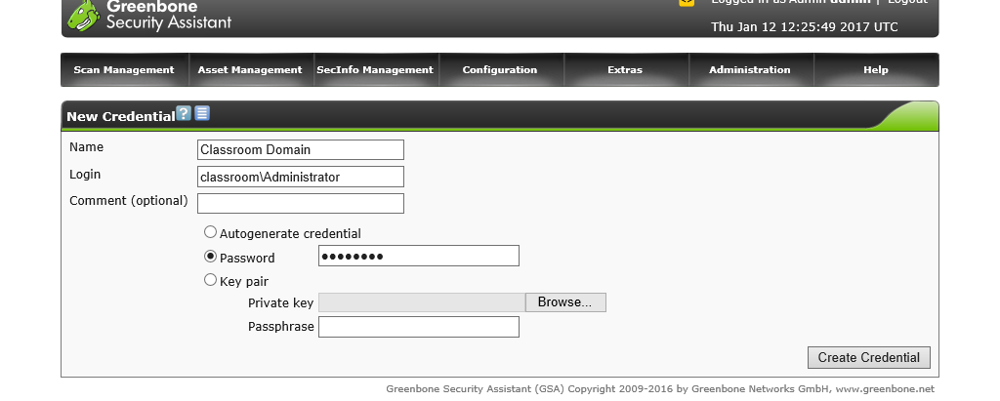 Greenbone
Security Assistant
Logged in as Admin admin | Logout
Thu Jan 12 12:25:49 2017 UTC
Scan Management Asset Management SecInfo Management Configuration Extras Administration Help
New Credential ?
Name Classroom Domain
Login classroom\Administrator
Comment (optional)
Autogenerate credential
Password ••••••••
Key pair
Private key Browse...
Passphrase
Create Credential
Greenbone Security Assistant (GSA) Copyright 2009-2016 by Greenbone Networks GmbH, www.greenbone.net